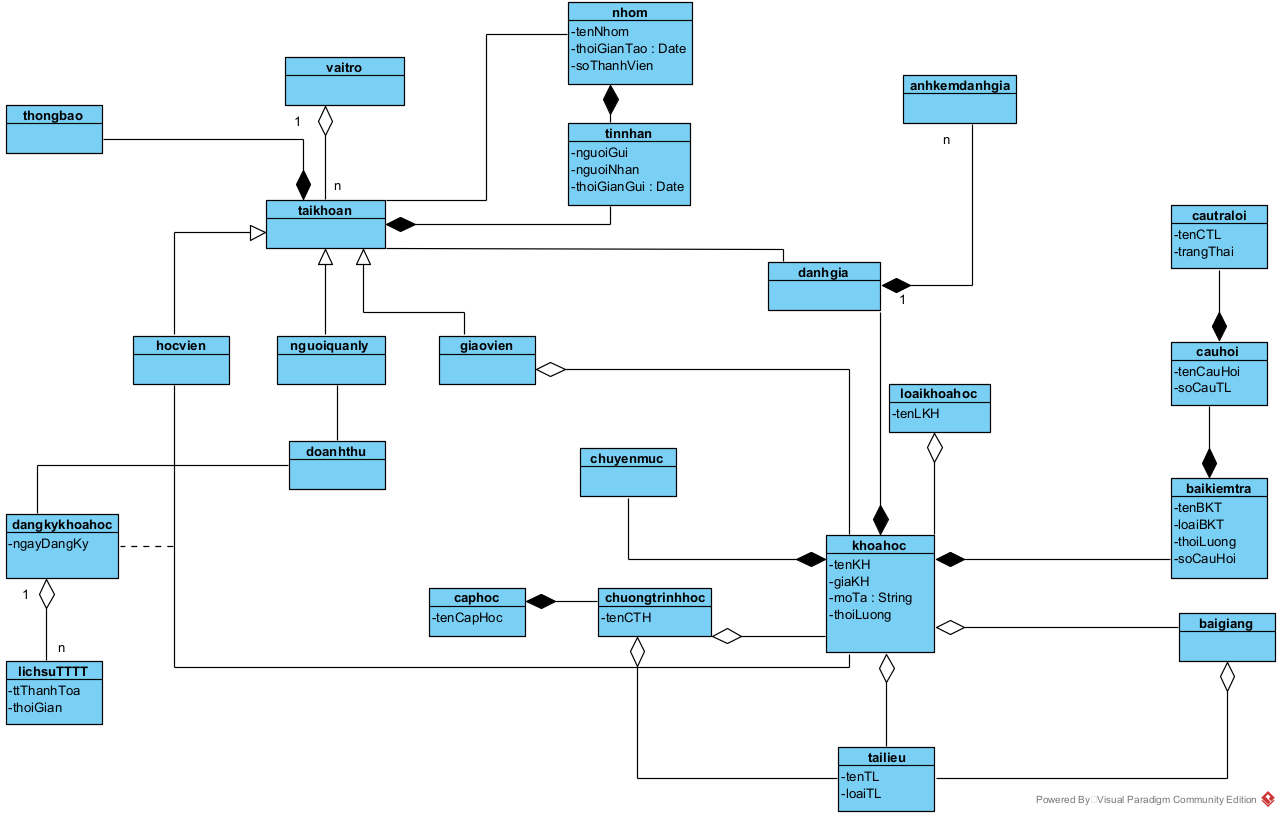 nhom
-tenNhom
-thoiGianTao : Date
-soThanhVien
vaitro
thongbao
1
n
anhkemdanhgia
n
tinnhan
-nguoiGui
-nguoiNhan
-thoiGianGui : Date
taikhoan
cautraloi
-tenCTL
-trangThai
danhgia
1
hocvien
nguoiquanly
giaovien
cauhoi
-tenCauHoi
-soCauTL
loaikhoahoc
-tenLKH
doanhthu
chuyenmuc
baikiemtra
-tenBKT
-loaiBKT
-thoiLuong
-soCauHoi
dangkykhoahoc
-ngayDangKy
khoahoc
-tenKH
-giaKH
-moTa : String
-thoiLuong
1
n
caphoc
-tenCapHoc
chuongtrinhhoc
-tenCTH
baigiang
lichsuTTTT
-ttThanhToa
-thoiGian
tailieu
-tenTL
-loaiTL
Powered By Visual Paradigm Community Edition